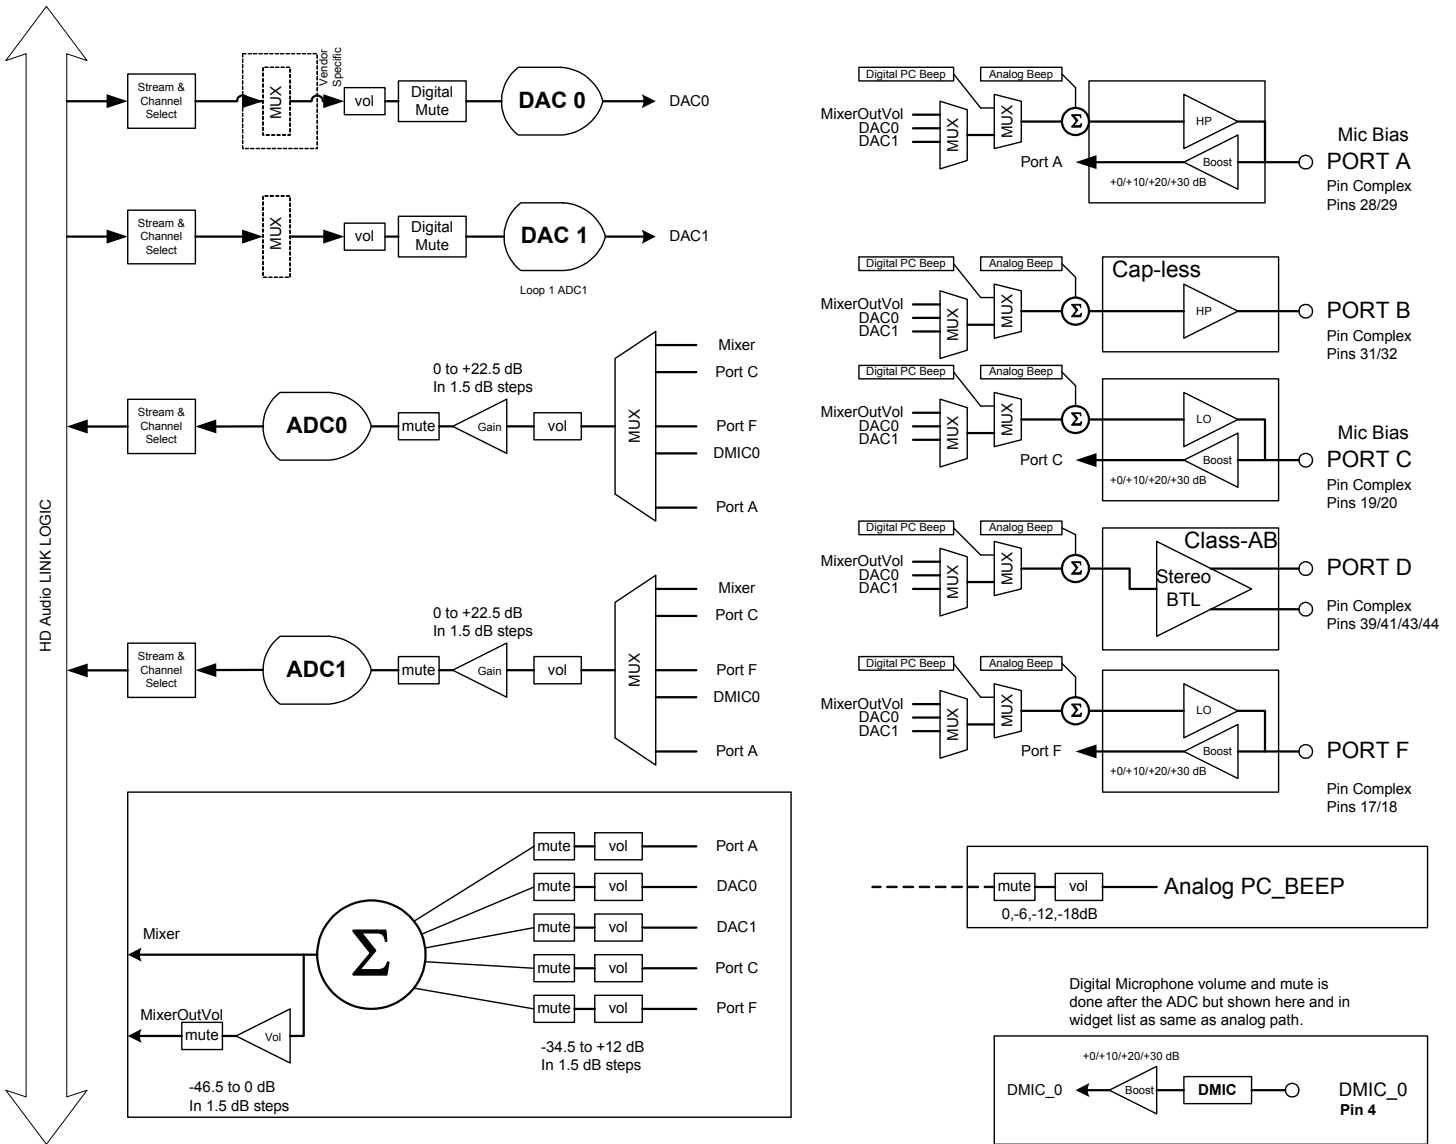 HD Audio LINK LOGIC
Stream &
Channel
Select
MUX
Vendor
Specific
vol
Digital
Mute
DAC 0
DAC0
Stream &
Channel
Select
MUX
vol
Digital
Mute
DAC 1
DAC1
Loop 1 ADC1
Stream &
Channel
Select
ADC0
mute
Gain
0 to +22.5 dB
In 1.5 dB steps
vol
MUX
Mixer
Port C
Port F
DMIC0
Port A
Stream &
Channel
Select
ADC1
mute
Gain
0 to +22.5 dB
In 1.5 dB steps
vol
MUX
Mixer
Port C
Port F
DMIC0
Port A
Mixer
MixerOutVol
mute
Vol
-46.5 to 0 dB
In 1.5 dB steps
Σ
mute
vol
Port A
mute
vol
DAC0
mute
vol
DAC1
mute
vol
Port C
mute
vol
Port F
-34.5 to +12 dB
In 1.5 dB steps
Digital PC Beep
Analog Beep
MixerOutVol
DAC0
DAC1
MUX
MUX
Σ
HP
Port A
Boost
+0/+10/+20/+30 dB
Mic Bias
PORT A
Pin Complex
Pins 28/29
Digital PC Beep
Analog Beep
MixerOutVol
DAC0
DAC1
MUX
MUX
Σ
Cap-less
HP
PORT B
Pin Complex
Pins 31/32
Digital PC Beep
Analog Beep
MixerOutVol
DAC0
DAC1
MUX
MUX
Σ
LO
Port C
Boost
+0/+10/+20/+30 dB
Mic Bias
PORT C
Pin Complex
Pins 19/20
Digital PC Beep
Analog Beep
MixerOutVol
DAC0
DAC1
MUX
MUX
Σ
Class-AB
Stereo
BTL
PORT D
Pin Complex
Pins 39/41/43/44
Digital PC Beep
Analog Beep
MixerOutVol
DAC0
DAC1
MUX
MUX
Σ
LO
Port F
Boost
+0/+10/+20/+30 dB
PORT F
Pin Complex
Pins 17/18
mute
vol
Analog PC_BEEP
0,-6,-12,-18dB
Digital Microphone volume and mute is
done after the ADC but shown here and in
widget list as same as analog path.
+0/+10/+20/+30 dB
DMIC_0
Boost
DMIC
DMIC_0
Pin 4